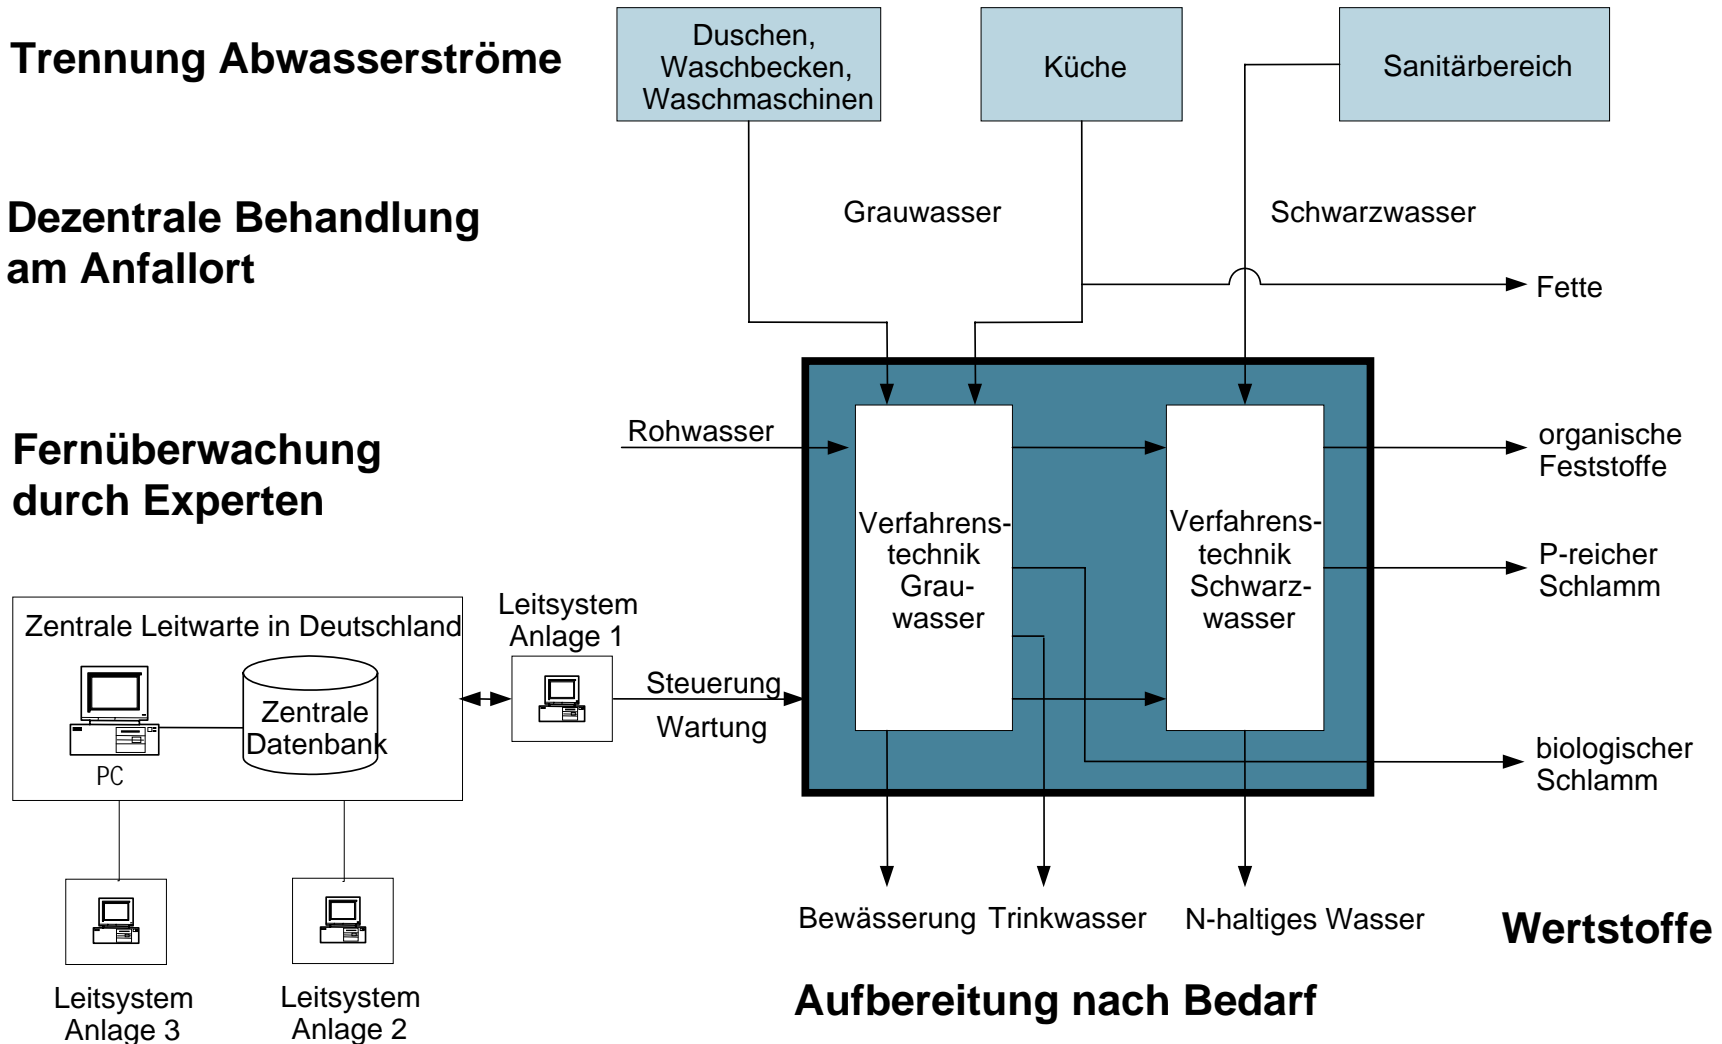 Trennung Abwasserströme
Duschen,
Waschbecken,
Waschmaschinen
Küche
Sanitärbereich
Dezentrale Behandlung
am Anfallort
Grauwasser
Schwarzwasser
Fette
Fernüberwachung
durch Experten
Rohwasser
organische
Feststoffe
Verfahrens-
technik
Grau-
wasser
Verfahrens-
technik
Schwarz-
wasser
P-reicher
Schlamm
Zentrale Leitwarte in Deutschland
PC
Zentrale
Datenbank
Leitsystem
Anlage 1
Steuerung
Wartung
biologischer
Schlamm
Bewässerung
Trinkwasser
N-haltiges Wasser
Wertstoffe
Leitsystem
Anlage 3
Leitsystem
Anlage 2
Aufbereitung nach Bedarf